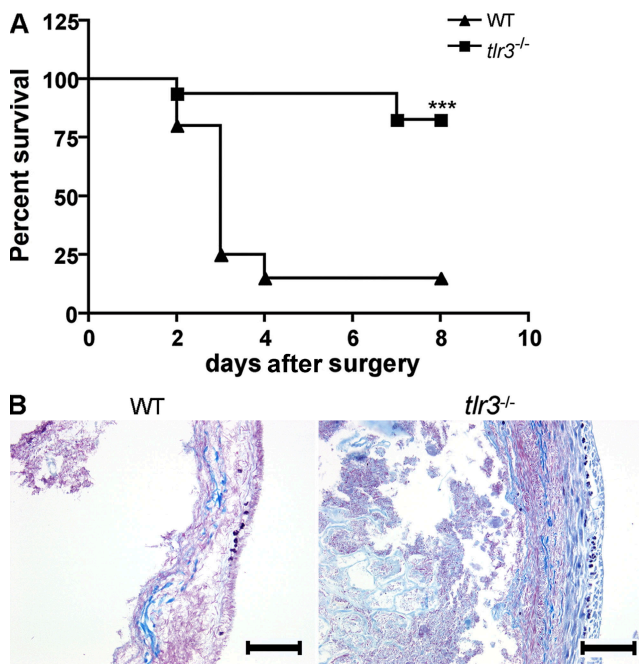 A
125
100
75
50
25
0
Percent survival
WT
tlr3-/-
***
0 2 4 6 8 10
days after surgery
B
WT tlr3-/-